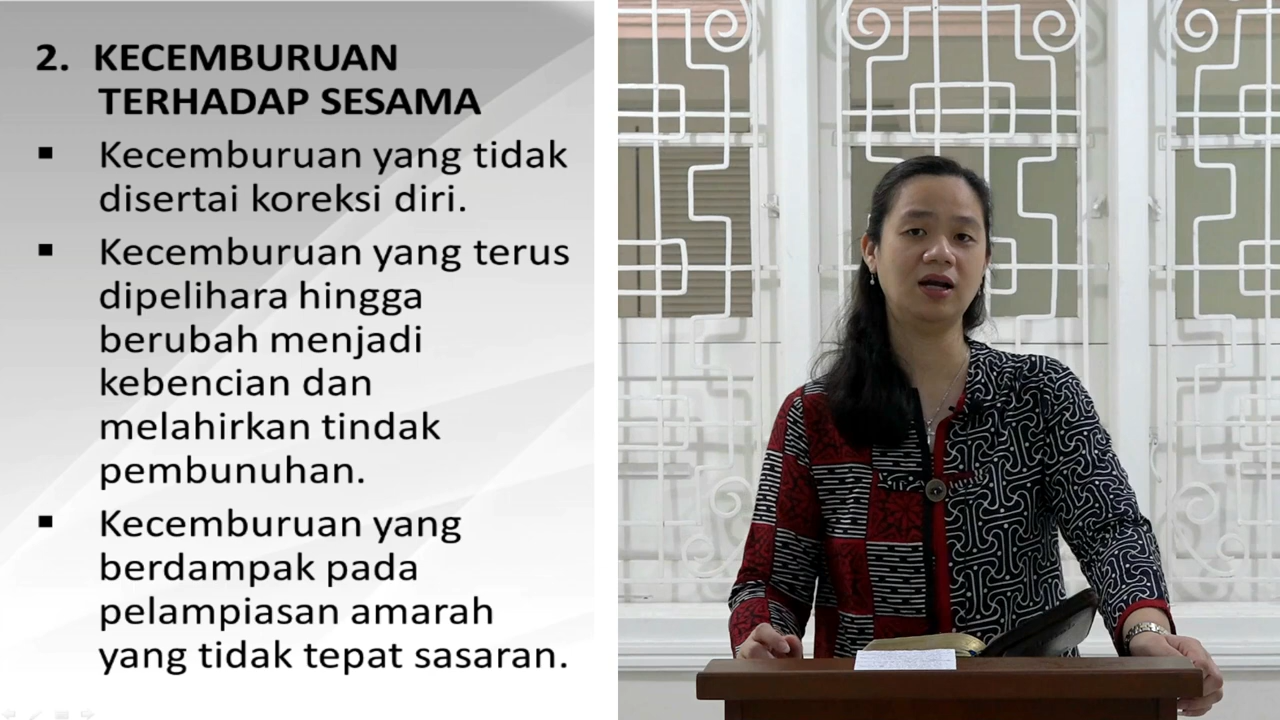 2. KECEMBURUAN
TERHADAP SESAMA
▪ Kecemburuan yang tidak
disertai koreksi diri.
▪ Kecemburuan yang terus
dipelihara hingga
berubah menjadi
kebencian dan
melahirkan tindak
pembunuhan.
▪ Kecemburuan yang
berdampak pada
pelampiasan amarah
yang tidak tepat sasaran.